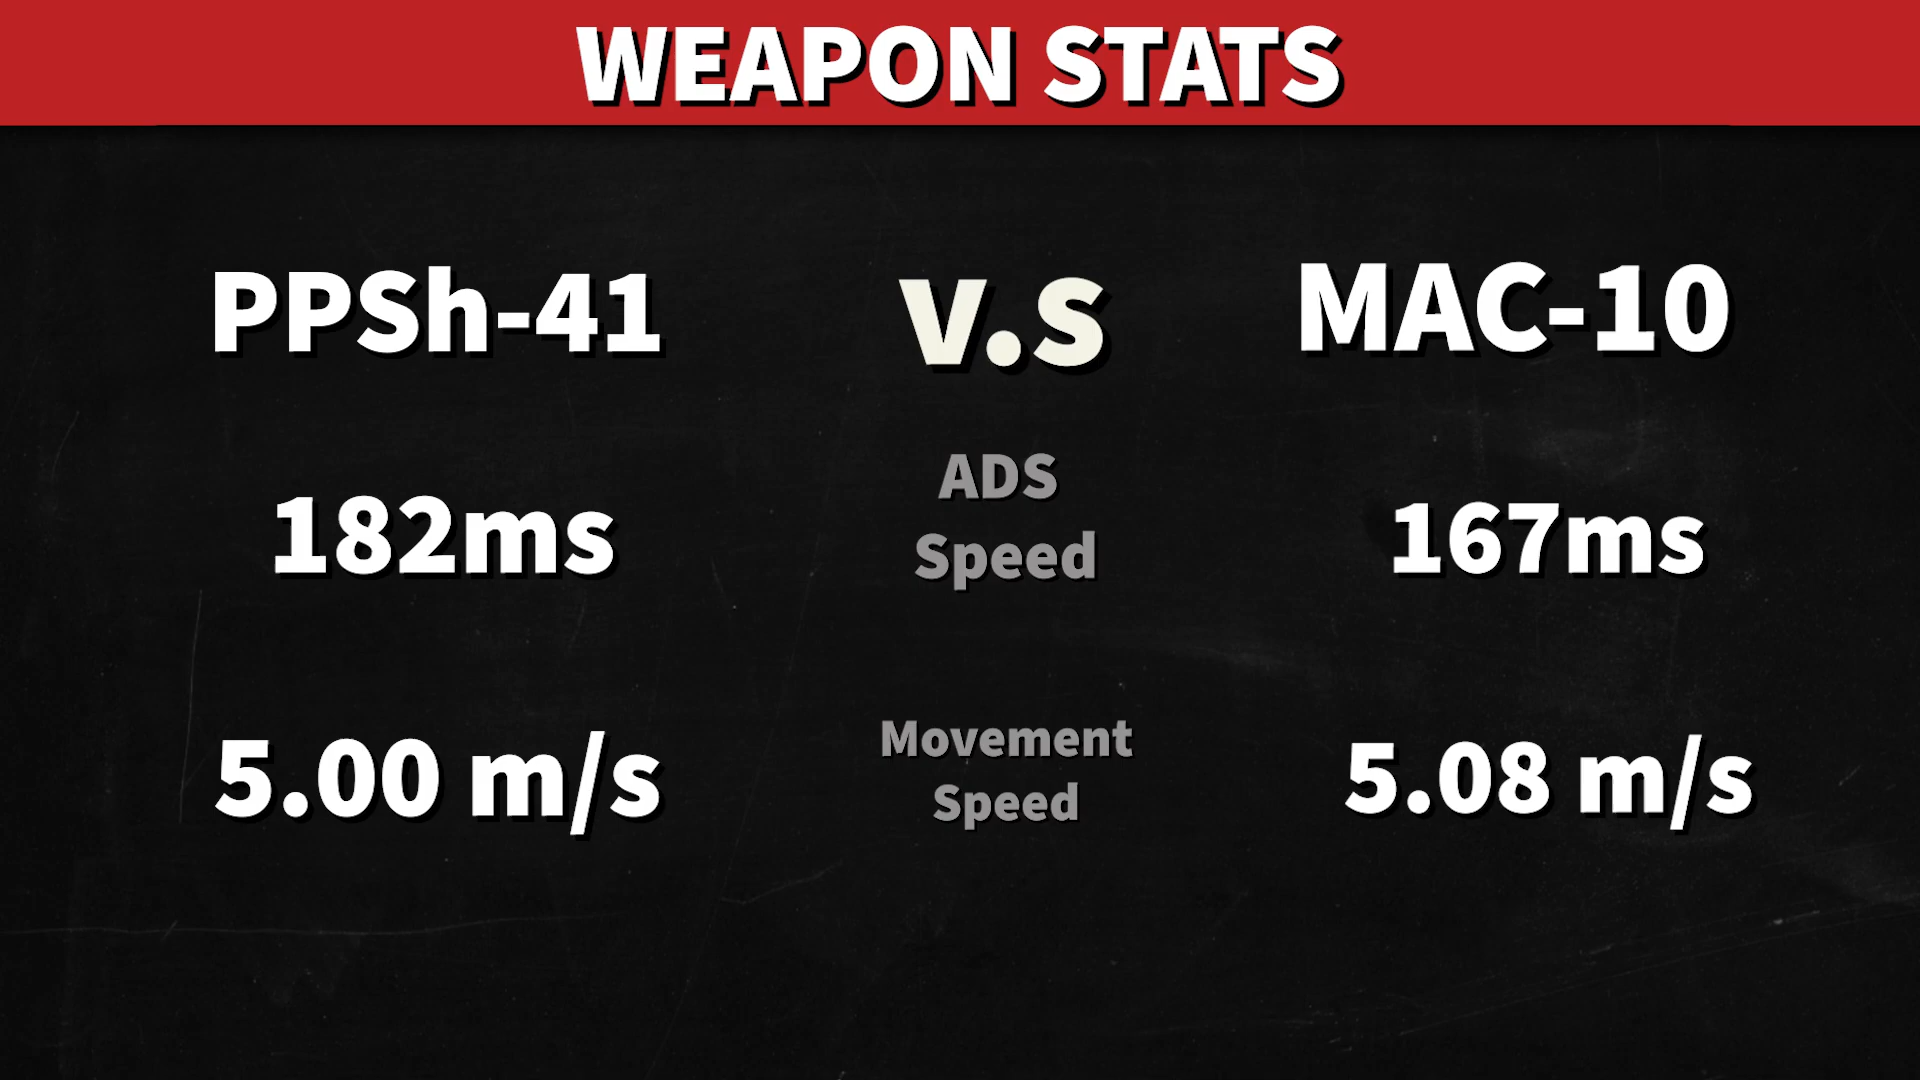 WEAPON STATS
PPSh-41 V.S MAC-10
182ms ADS Speed 167ms
5.00 m/s Movement Speed 5.08 m/s